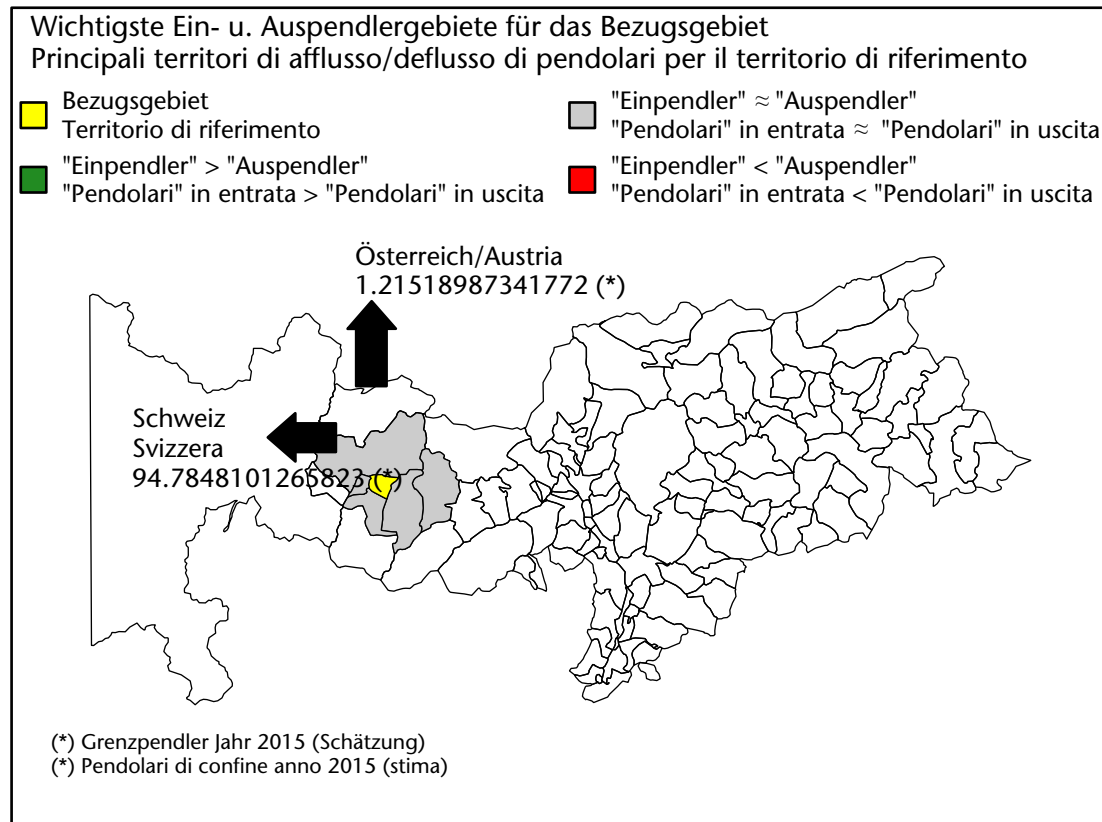 Wichtigste Ein- u. Auspendlergebiete für das Bezugsgebiet
Principali territori di afflusso/deflusso di pendolari per il territorio di riferimento
Bezugsgebiet
Territorio di riferimento
"Einpendler" > "Auspendler"
"Pendolari" in entrata > "Pendolari" in uscita
"Einpendler" ≈ "Auspendler"
"Pendolari" in entrata ≈ "Pendolari" in uscita
"Einpendler" < "Auspendler"
"Pendolari" in entrata < "Pendolari" in uscita
Österreich/Austria
1.21518987341772 (*)
Schweiz
Svizzera
94.7848101265823 (*)
(*) Grenzpendler Jahr 2015 (Schätzung)
(*) Pendolari di confine anno 2015 (stima)